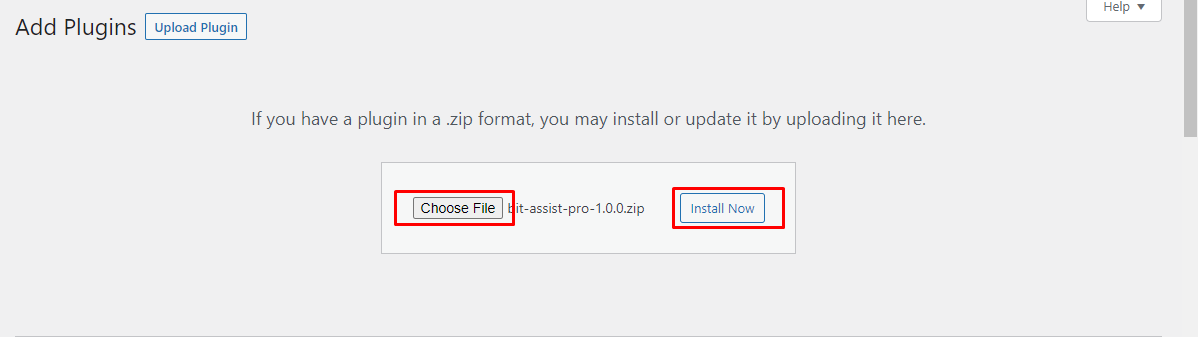 Help
Add Plugins Upload Plugin
If you have a plugin in a .zip format, you may install or update it by uploading it here.
Choose File bit-assist-pro-1.0.0.zip Install Now